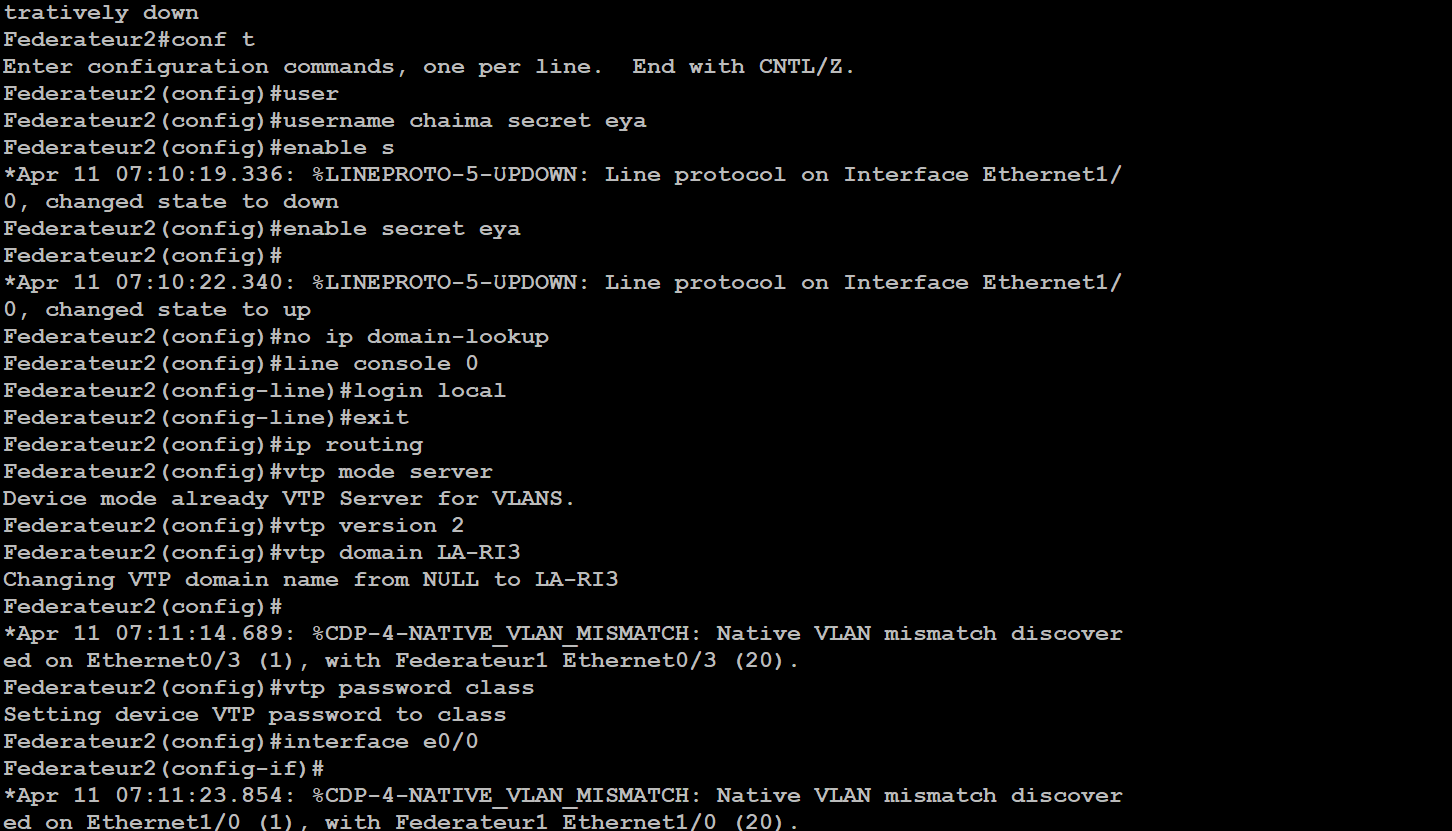 tratively down
Federateur2#conf t
Enter configuration commands, one per line.  End with CNTL/Z.
Federateur2(config)#user
Federateur2(config)#username chaima secret eya
Federateur2(config)#enable s
*Apr 11 07:10:19.336: %LINEPROTO-5-UPDOWN: Line protocol on Interface Ethernet1/
0, changed state to down
Federateur2(config)#enable secret eya
Federateur2(config)#
*Apr 11 07:10:22.340: %LINEPROTO-5-UPDOWN: Line protocol on Interface Ethernet1/
0, changed state to up
Federateur2(config)#no ip domain-lookup
Federateur2(config)#line console 0
Federateur2(config-line)#login local
Federateur2(config-line)#exit
Federateur2(config)#ip routing
Federateur2(config)#vtp mode server
Device mode already VTP Server for VLANS.
Federateur2(config)#vtp version 2
Federateur2(config)#vtp domain LA-RI3
Changing VTP domain name from NULL to LA-RI3
Federateur2(config)#
*Apr 11 07:11:14.689: %CDP-4-NATIVE_VLAN_MISMATCH: Native VLAN mismatch discover
ed on Ethernet0/3 (1), with Federateur1 Ethernet0/3 (20).
Federateur2(config)#vtp password class
Setting device VTP password to class
Federateur2(config)#interface e0/0
Federateur2(config-if)#
*Apr 11 07:11:23.854: %CDP-4-NATIVE_VLAN_MISMATCH: Native VLAN mismatch discover
ed on Ethernet1/0 (1), with Federateur1 Ethernet1/0 (20).